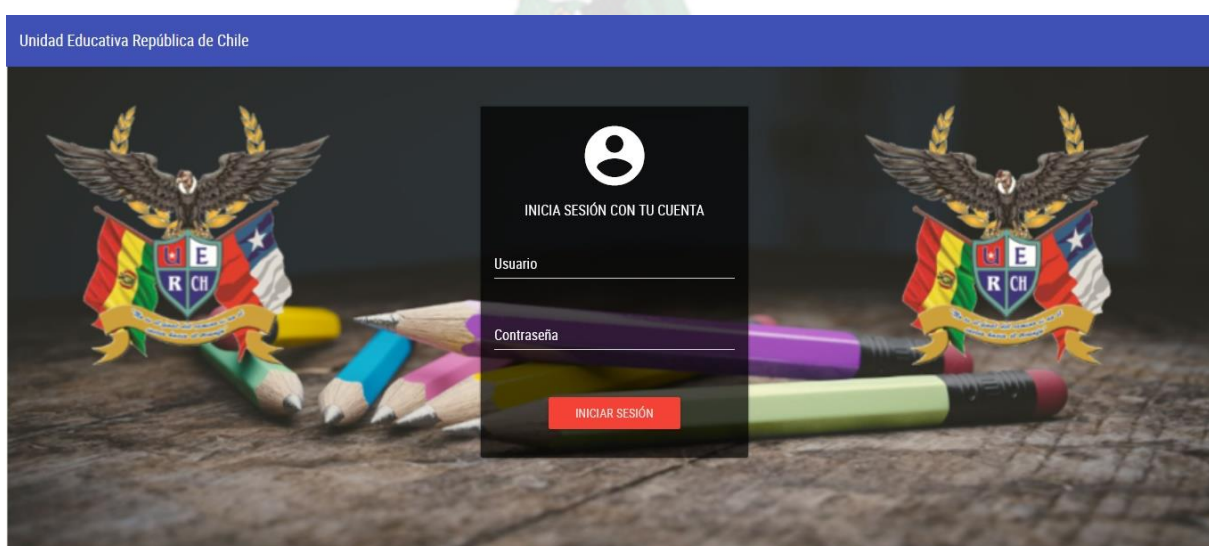 Unidad Educativa República de Chile
INICIA SESIÓN CON TU CUENTA
Usuario
Contraseña
INICIAR SESIÓN
U E
R CH
U E
R CH